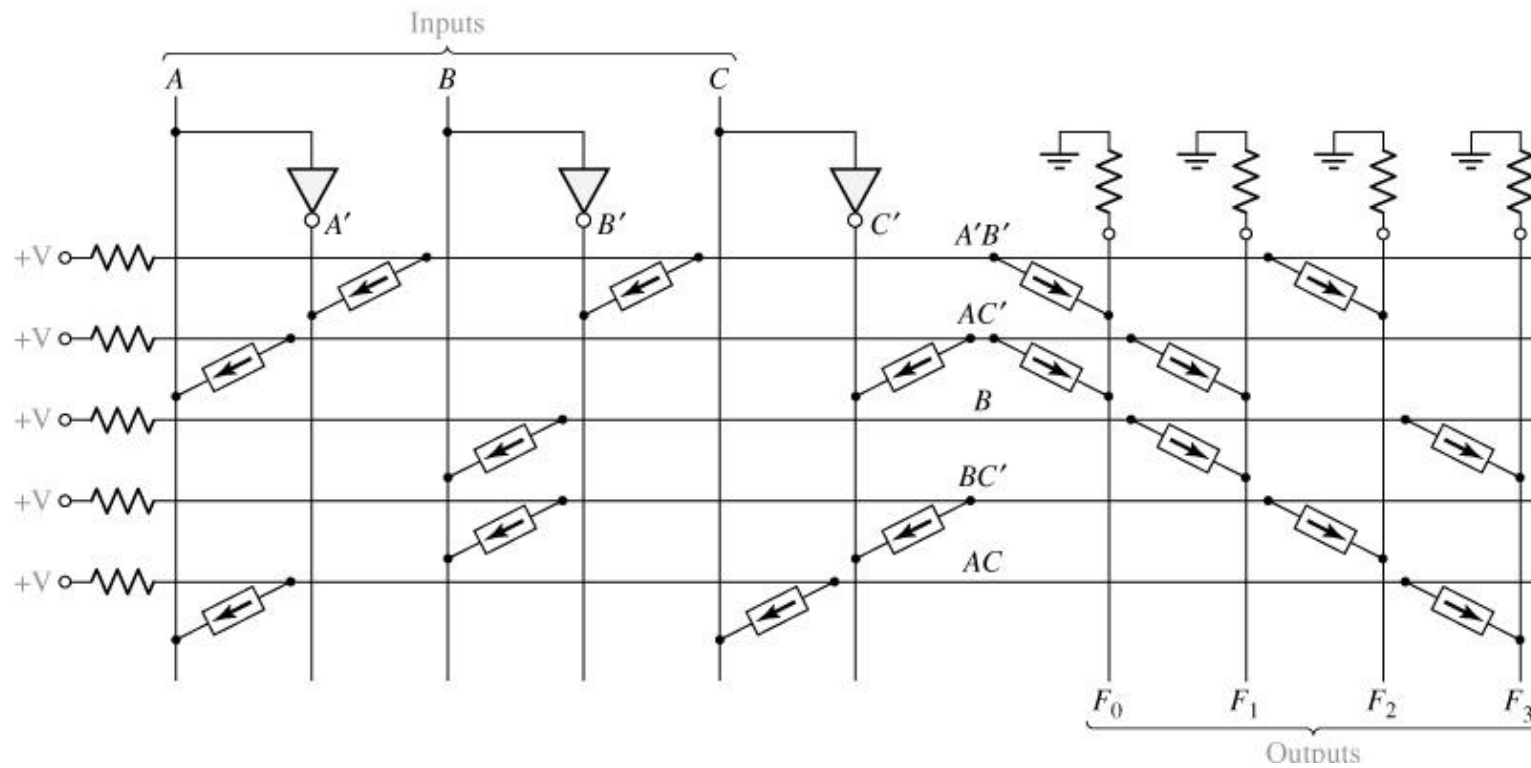 Inputs
A B C
A′ B′ C′ A′B′
+V
AC′
+V
B
+V
BC′
+V
AC
+V
F₀ F₁ F₂ F₃
Outputs